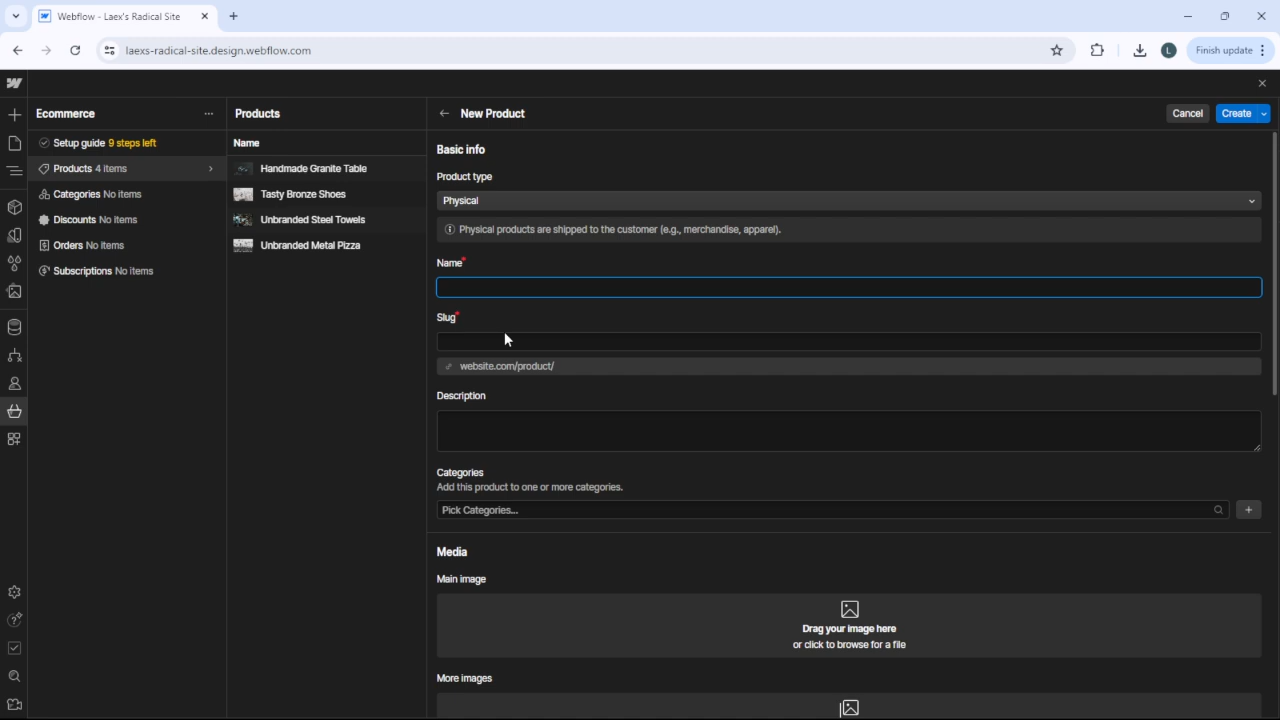 Webflow - Laex's Radical Site
laexs-radical-site.design.webflow.com
L
Finish update
Ecommerce
Products
New Product
Cancel
Create
Setup guide 9 steps left
Products 4 items
Categories No items
Discounts No items
Orders No items
Subscriptions No items
Name
Handmade Granite Table
Tasty Bronze Shoes
Unbranded Steel Towels
Unbranded Metal Pizza
Basic info
Product type
Physical
Physical products are shipped to the customer (e.g., merchandise, apparel).
Name*
Slug*
website.com/product/
Description
Categories
Add this product to one or more categories.
Pick Categories...
Media
Main image
Drag your image here
or click to browse for a file
More images